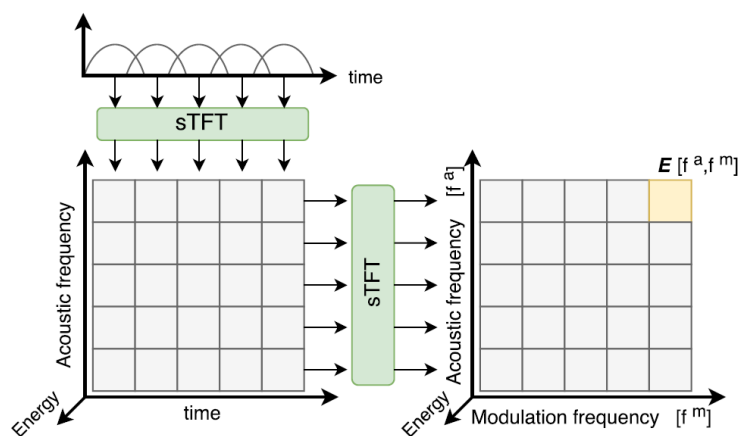 time
sTFT
E [f a,f m]
Acoustic frequency
sTFT
Acoustic frequency [f a]
Energy
time
Energy
Modulation frequency [f m]